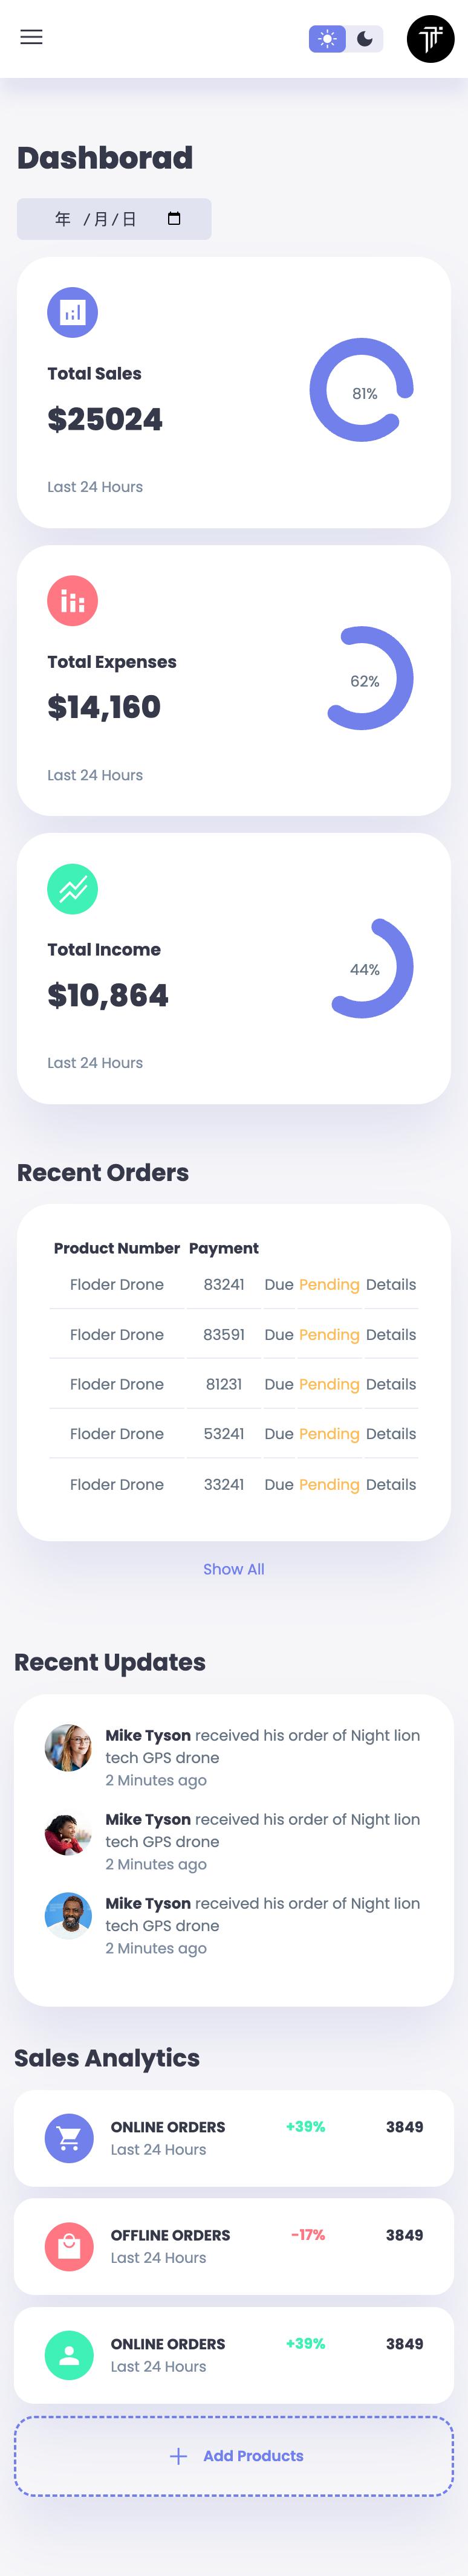 Dashborad
年 /月/日
Total Sales
$25024
81%
Last 24 Hours
Total Expenses
$14,160
62%
Last 24 Hours
Total Income
$10,864
44%
Last 24 Hours
Recent Orders
Product Number Payment
Floder Drone 83241 Due Pending Details
Floder Drone 83591 Due Pending Details
Floder Drone 81231 Due Pending Details
Floder Drone 53241 Due Pending Details
Floder Drone 33241 Due Pending Details
Show All
Recent Updates
Mike Tyson received his order of Night lion
tech GPS drone
2 Minutes ago
Mike Tyson received his order of Night lion
tech GPS drone
2 Minutes ago
Mike Tyson received his order of Night lion
tech GPS drone
2 Minutes ago
Sales Analytics
ONLINE ORDERS +39% 3849
Last 24 Hours
OFFLINE ORDERS -17% 3849
Last 24 Hours
ONLINE ORDERS +39% 3849
Last 24 Hours
Add Products